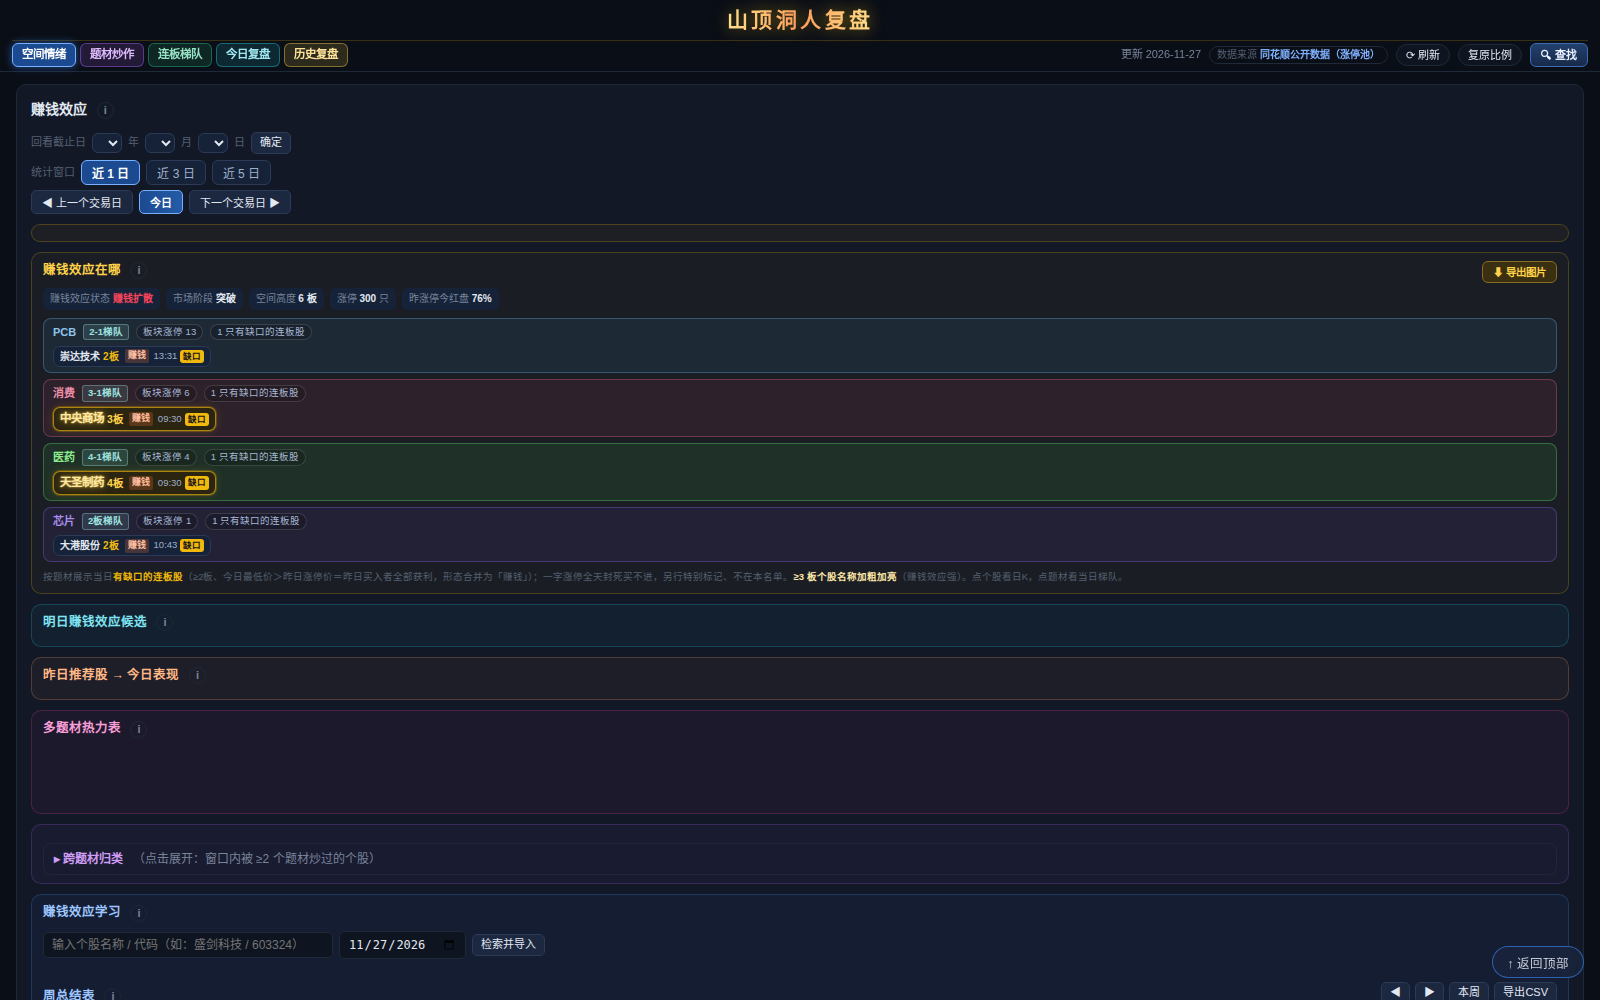 山顶洞人复盘
空间情绪 题材炒作 连板梯队 今日复盘 历史复盘 更新 2026-11-27 数据来源 同花顺公开数据（涨停池） ⟳ 刷新 复原比例 🔍 查找
赚钱效应 i
回看截止日 年 月 日 确定
统计窗口 近 1 日 近 3 日 近 5 日
◀ 上一个交易日 今日 下一个交易日 ▶
赚钱效应在哪 i ⬇ 导出图片
赚钱效应状态 赚钱扩散 市场阶段 突破 空间高度 6 板 涨停 300 只 昨涨停今红盘 76%
PCB 2-1梯队 板块涨停 13 1 只有缺口的连板股
崇达技术 2板 赚钱 13:31 缺口
消费 3-1梯队 板块涨停 6 1 只有缺口的连板股
中央商场 3板 赚钱 09:30 缺口
医药 4-1梯队 板块涨停 4 1 只有缺口的连板股
天圣制药 4板 赚钱 09:30 缺口
芯片 2板梯队 板块涨停 1 1 只有缺口的连板股
大港股份 2板 赚钱 10:43 缺口
按题材展示当日有缺口的连板股（≥2板、今日最低价＞昨日涨停价＝昨日买入者全部获利，形态合并为「赚钱」）；一字涨停全天封死买不进，另行特别标记、不在本名单。≥3 板个股名称加粗加亮（赚钱效应强）。点个股看日K，点题材看当日梯队。
明日赚钱效应候选 i
昨日推荐股 → 今日表现 i
多题材热力表 i
▸ 跨题材归类 （点击展开：窗口内被 ≥2 个题材炒过的个股）
赚钱效应学习 i
输入个股名称 / 代码（如：盛剑科技 / 603324） 11/27/2026 检索并导入
↑ 返回顶部
周总结表 i ◀ ▶ 本周 导出CSV